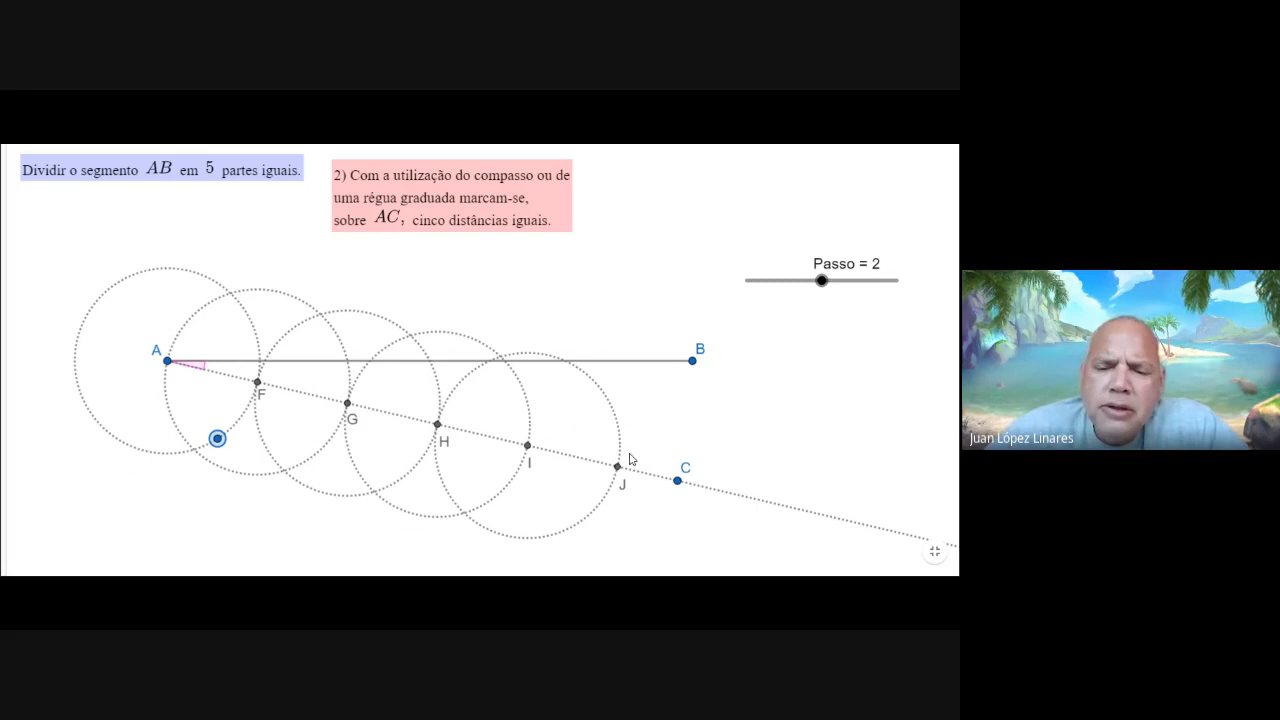 Dividir o segmento AB em 5 partes iguais.
2) Com a utilização do compasso ou de
uma régua graduada marcam-se,
sobre AC, cinco distâncias iguais.
Passo = 2
A
B
F
G
H
I
J
C
Juan López Linares